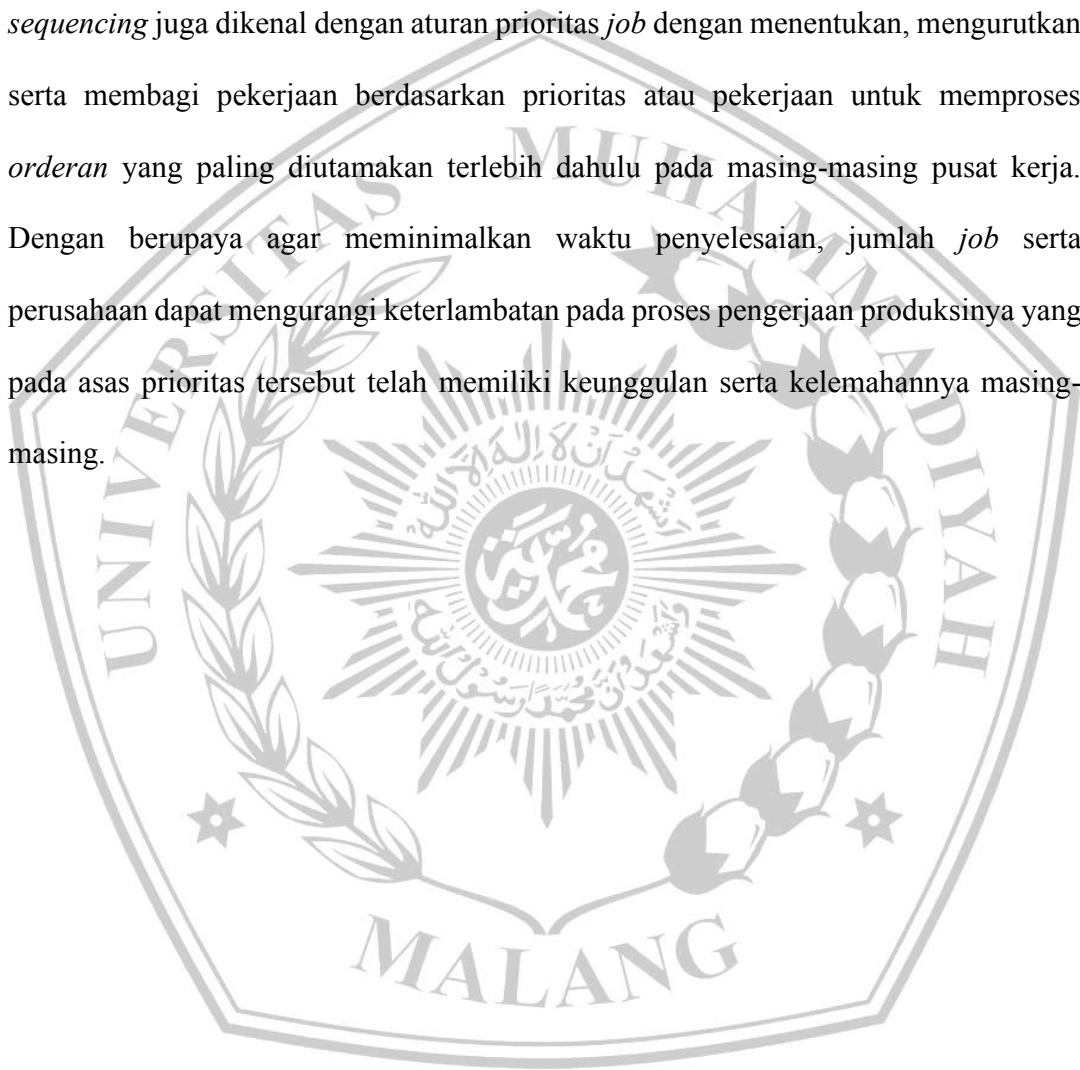 sequencing juga dikenal dengan aturan prioritas job dengan menentukan, mengurutkan
serta membagi pekerjaan berdasarkan prioritas atau pekerjaan untuk memproses
orderan yang paling diutamakan terlebih dahulu pada masing-masing pusat kerja.
Dengan berupaya agar meminimalkan waktu penyelesaian, jumlah job serta
perusahaan dapat mengurangi keterlambatan pada proses pengerjaan produksinya yang
pada asas prioritas tersebut telah memiliki keunggulan serta kelemahannya masing-
masing.
UNIVERSITAS MUHAMMADIYAH
MALANG